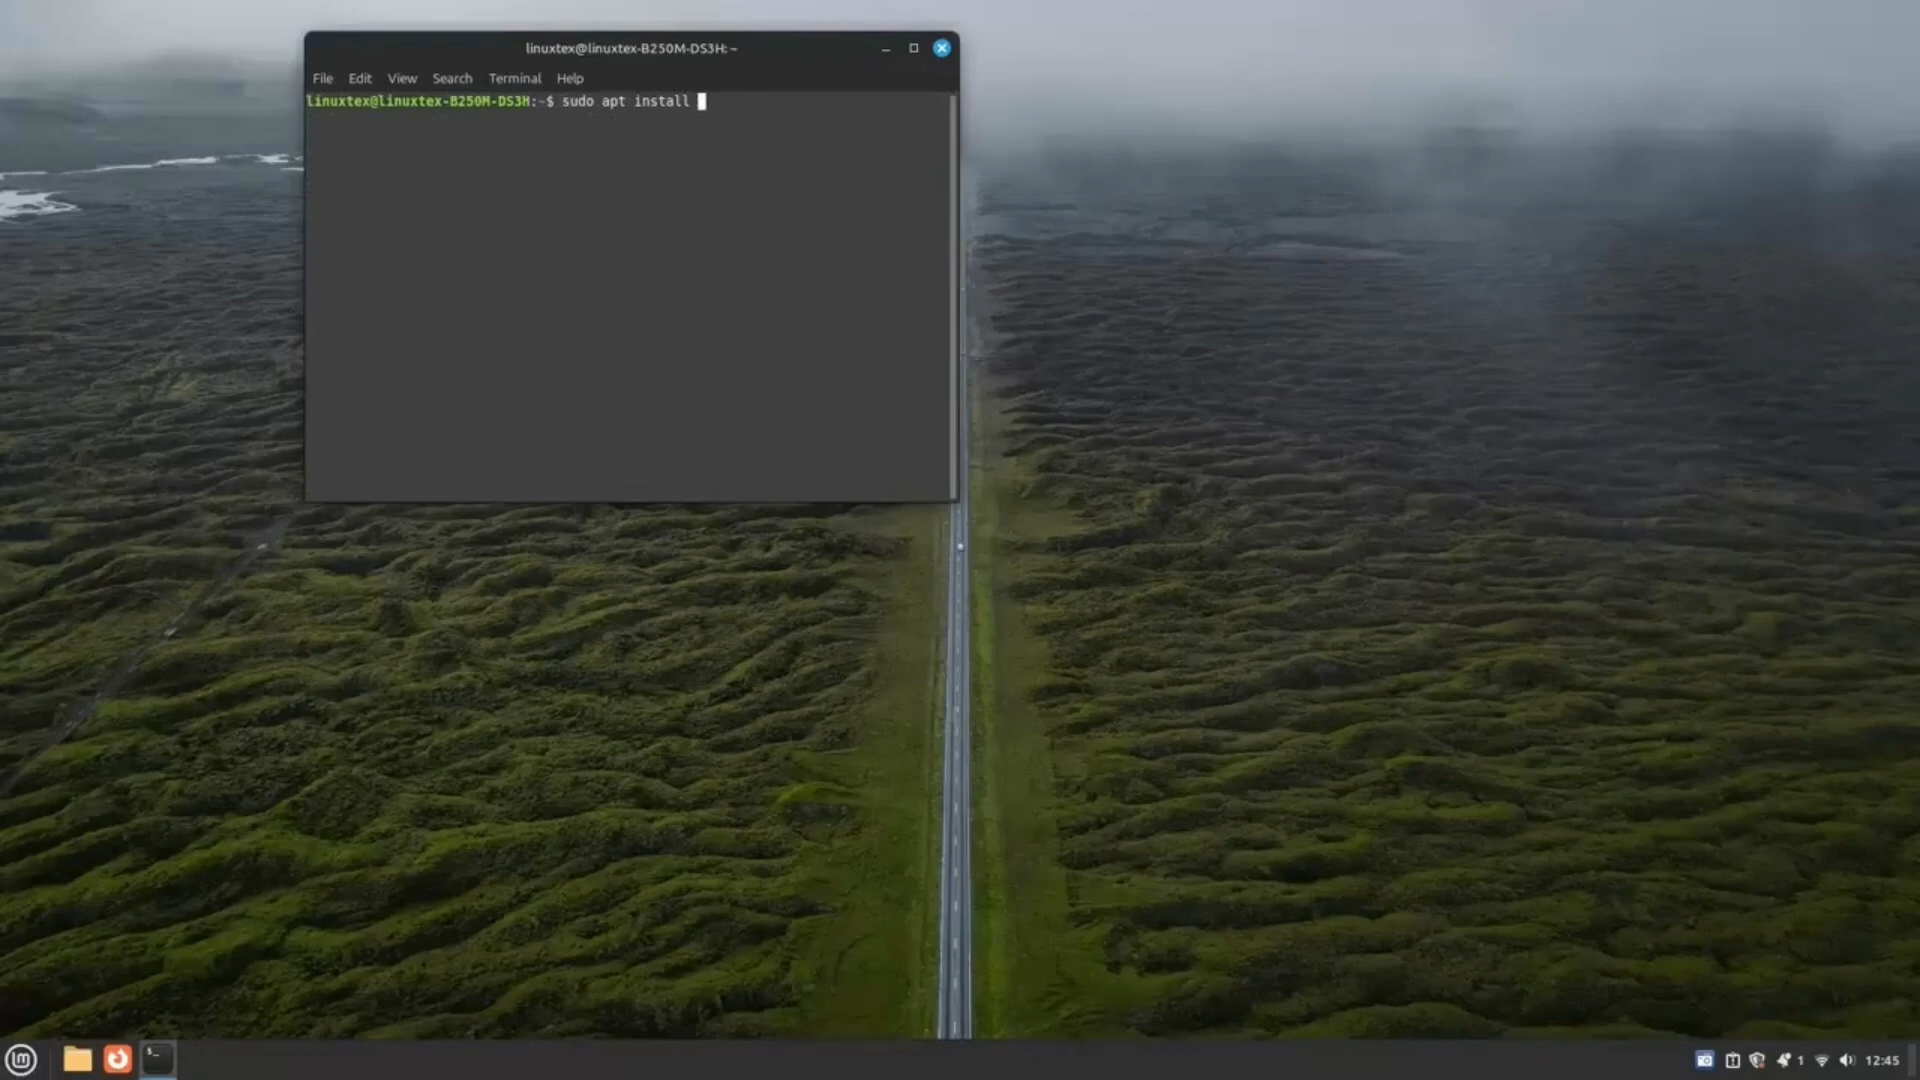 linuxtex@linuxtex-B250M-DS3H: ~
File Edit View Search Terminal Help
linuxtex@linuxtex-B250M-DS3H:~$ sudo apt install
1 12:45